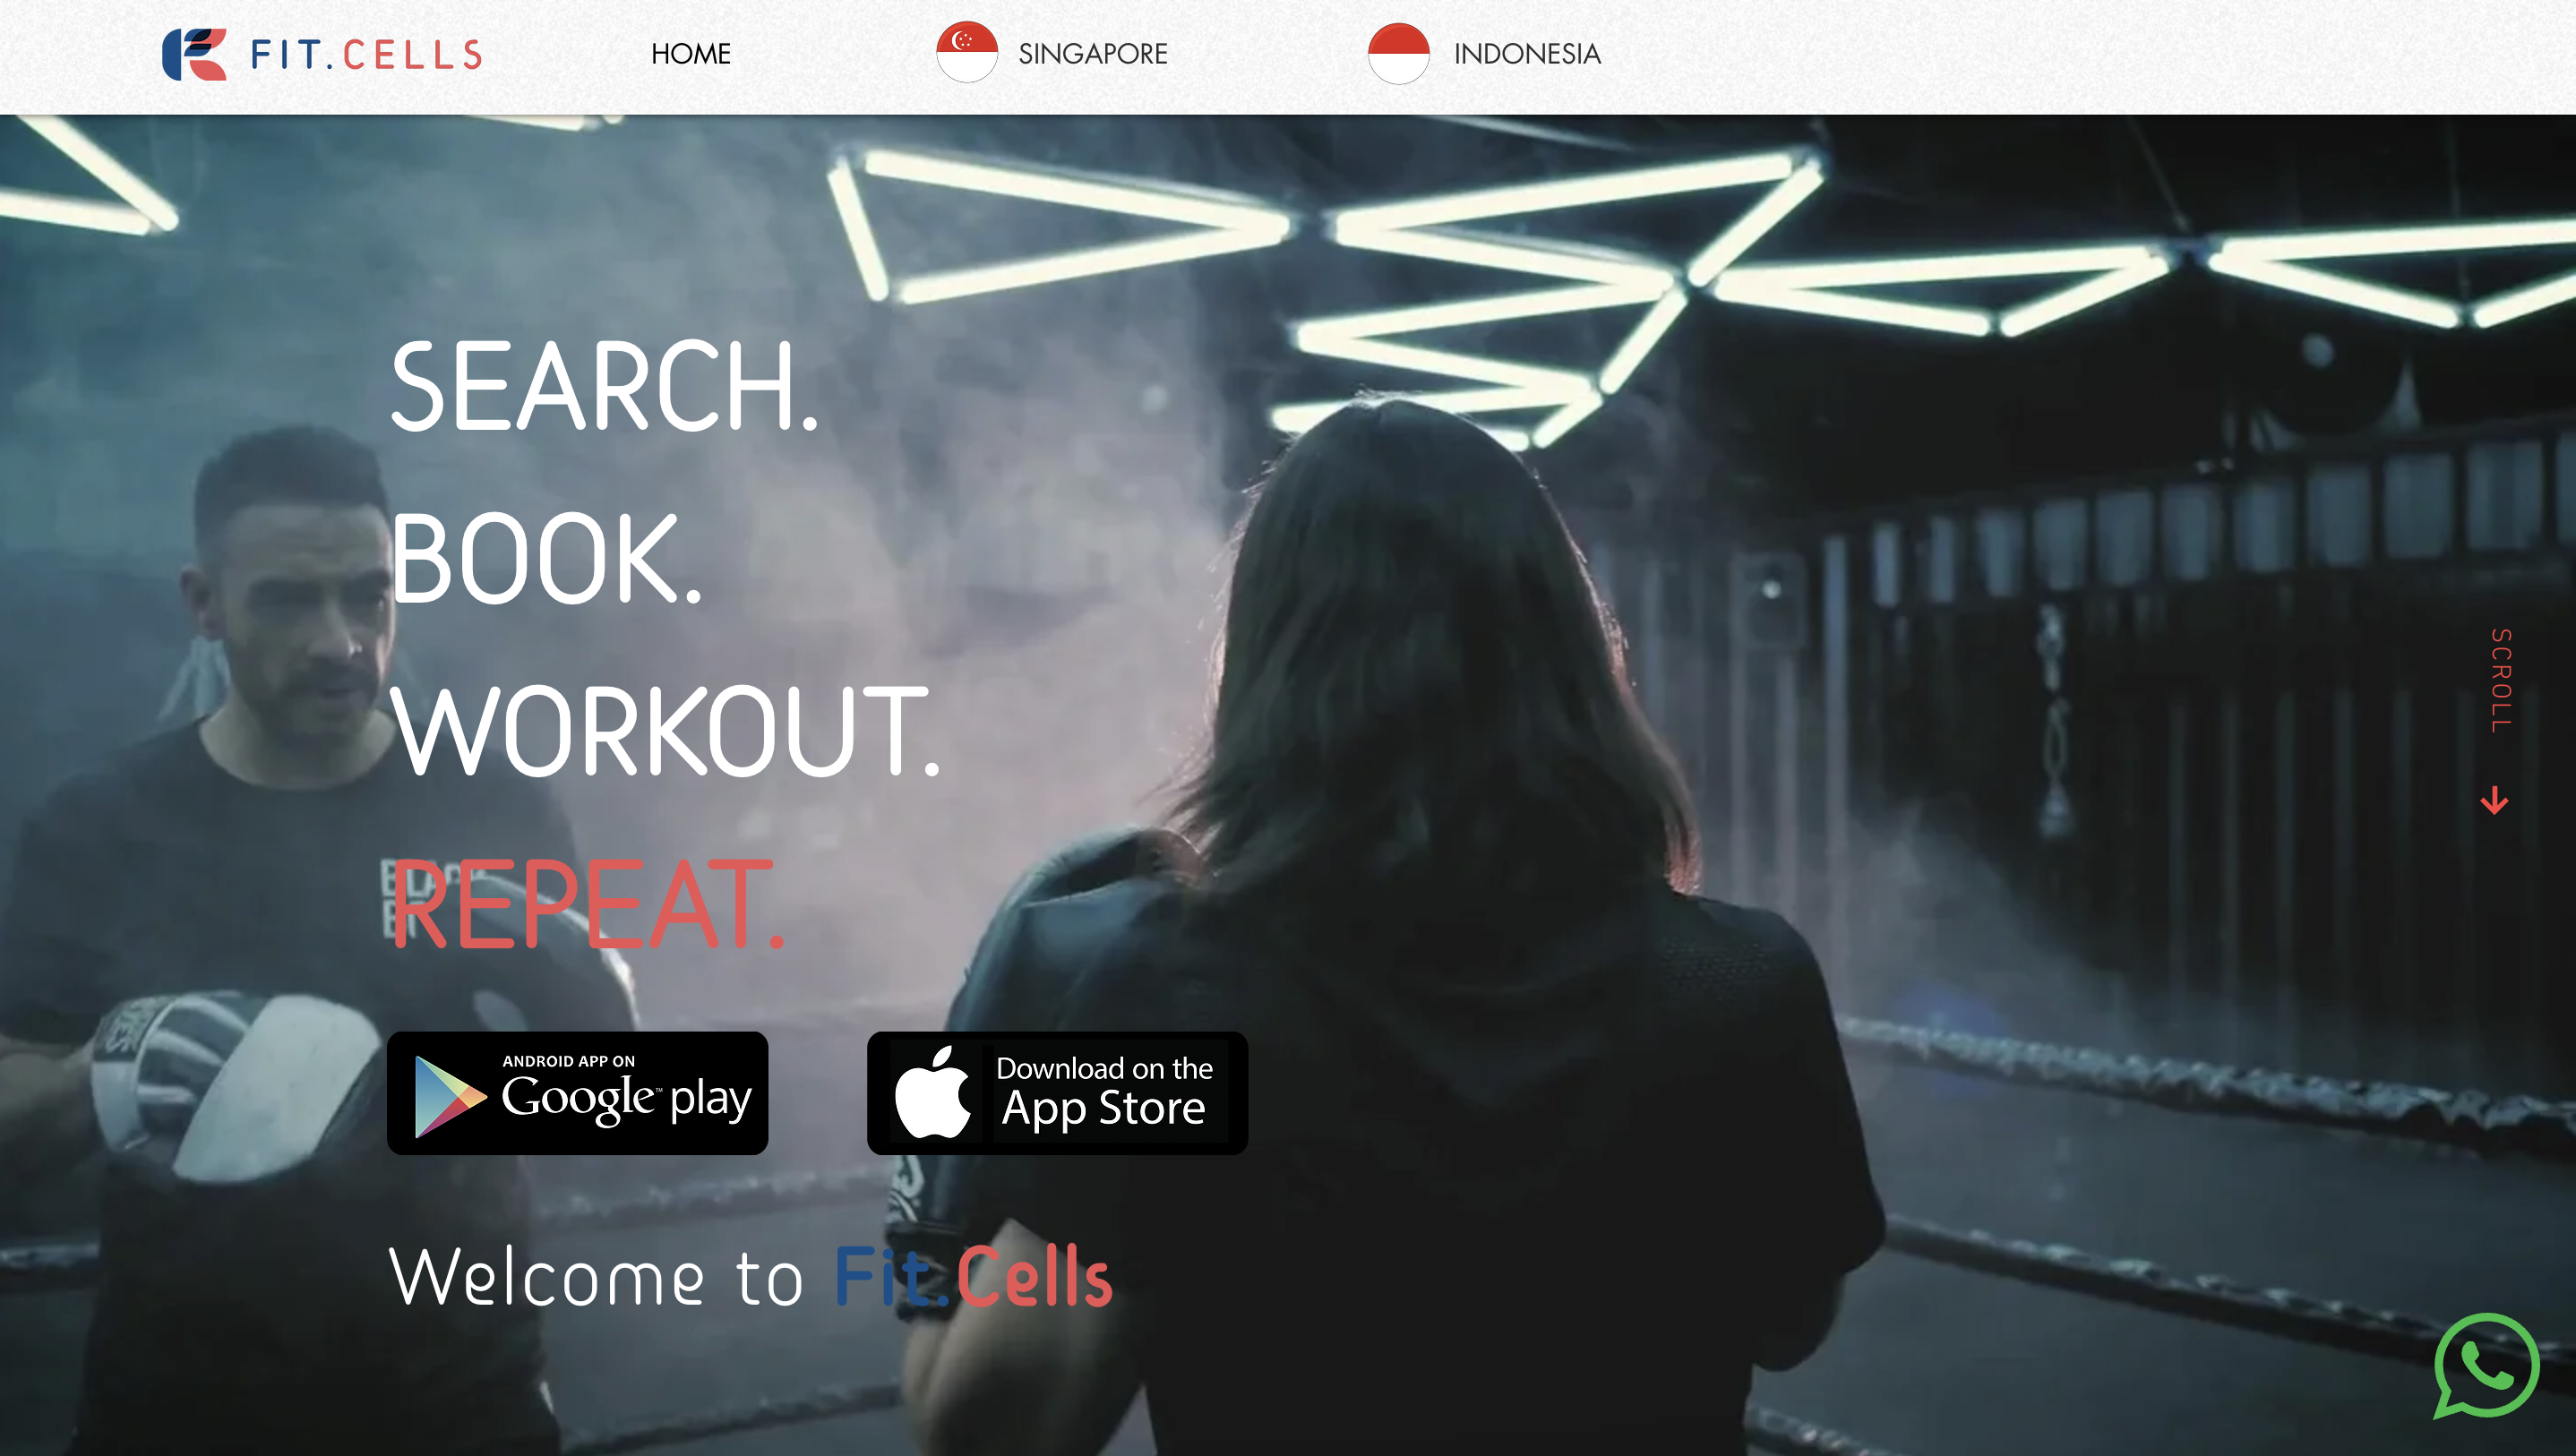 FIT.CELLS
HOME
SINGAPORE
INDONESIA
SEARCH.
BOOK.
WORKOUT.
REPEAT.
SCROLL
ANDROID APP ON
Google™ play
Download on the
App Store
Welcome to Fit.Cells